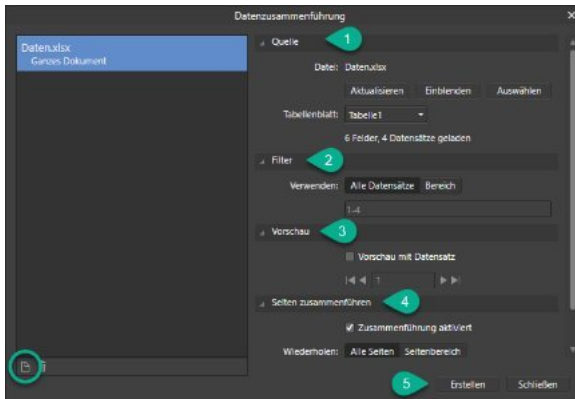 Datenzusammenführung
Daten.xlsx
Ganzes Dokument
Quelle 1
Datei: Daten.xlsx
Aktualisieren Einblenden Auswählen
Tabellenblatt: Tabelle1
6 Felder, 4 Datensätze geladen
Filter 2
Verwenden: Alle Datensätze Bereich
1-4
Vorschau 3
Vorschau mit Datensatz
1
Seiten zusammenführen 4
Zusammenführung aktiviert
Wiederholen: Alle Seiten Seitenbereich
5 Erstellen Schließen